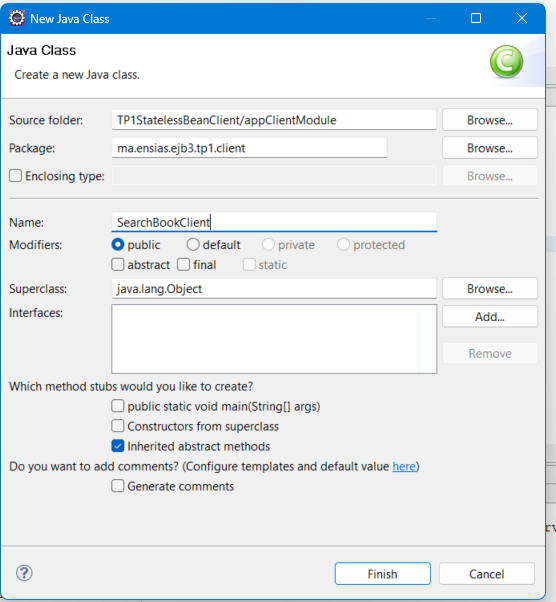 New Java Class
Java Class
Create a new Java class.
Source folder: TP1StatelessBeanClient/appClientModule Browse...
Package: ma.ensias.ejb3.tp1.client Browse...
Enclosing type: Browse...
Name: SearchBookClient
Modifiers: public default private protected
abstract final static
Superclass: java.lang.Object Browse...
Interfaces: Add...
Remove
Which method stubs would you like to create?
public static void main(String[] args)
Constructors from superclass
Inherited abstract methods
Do you want to add comments? (Configure templates and default value here)
Generate comments
? Finish Cancel